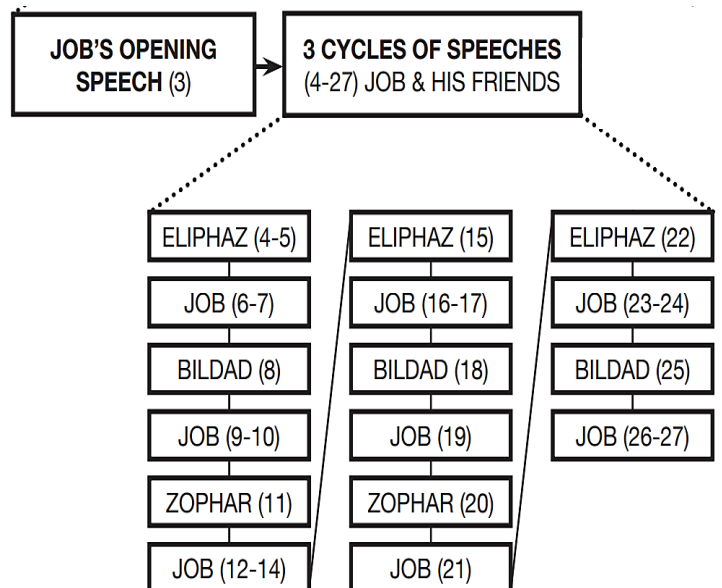 JOB'S OPENING
SPEECH (3)
3 CYCLES OF SPEECHES
(4-27) JOB & HIS FRIENDS
ELIPHAZ (4-5)
JOB (6-7)
BILDAD (8)
JOB (9-10)
ZOPHAR (11)
JOB (12-14)
ELIPHAZ (15)
JOB (16-17)
BILDAD (18)
JOB (19)
ZOPHAR (20)
JOB (21)
ELIPHAZ (22)
JOB (23-24)
BILDAD (25)
JOB (26-27)